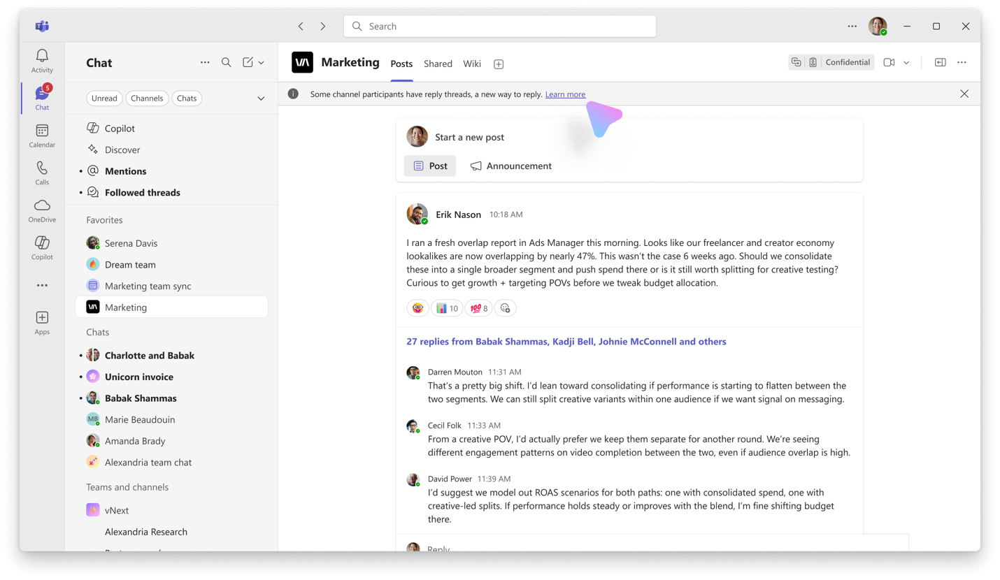 Search
Activity
5
Chat
Calendar
Calls
OneDrive
Copilot
Apps
Chat
Unread
Channels
Chats
Copilot
Discover
Mentions
Followed threads
Favorites
Serena Davis
Dream team
Marketing team sync
Marketing
Chats
Charlotte and Babak
Unicorn invoice
Babak Shammas
MB Marie Beaudouin
Amanda Brady
Alexandria team chat
Teams and channels
vNext
Alexandria Research
Marketing
Posts
Shared
Wiki
Confidential
Some channel participants have reply threads, a new way to reply. Learn more
Start a new post
Post
Announcement
Erik Nason 10:18 AM
I ran a fresh overlap report in Ads Manager this morning. Looks like our freelancer and creator economy
lookalikes are now overlapping by nearly 47%. This wasn't the case 6 weeks ago. Should we consolidate
these into a single broader segment and push spend there or is it still worth splitting for creative testing?
Curious to get growth + targeting POVs before we tweak budget allocation.
10
8
27 replies from Babak Shammas, Kadji Bell, Johnie McConnell and others
Darren Mouton 11:31 AM
That's a pretty big shift. I'd lean toward consolidating if performance is starting to flatten between the
two segments. We can still split creative variants within one audience if we want signal on messaging.
Cecil Folk 11:33 AM
From a creative POV, I'd actually prefer we keep them separate for another round. We're seeing
different engagement patterns on video completion between the two, even if audience overlap is high.
David Power 11:39 AM
I'd suggest we model out ROAS scenarios for both paths: one with consolidated spend, one with
creative-led splits. If performance holds steady or improves with the blend, I'm fine shifting budget
there.
Reply